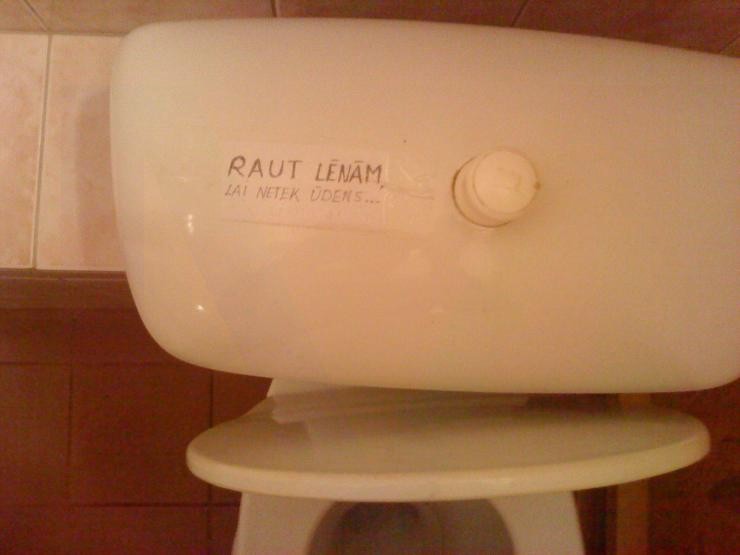 RAUT LĒNĀM,
LAI NETEK ŪDENS...